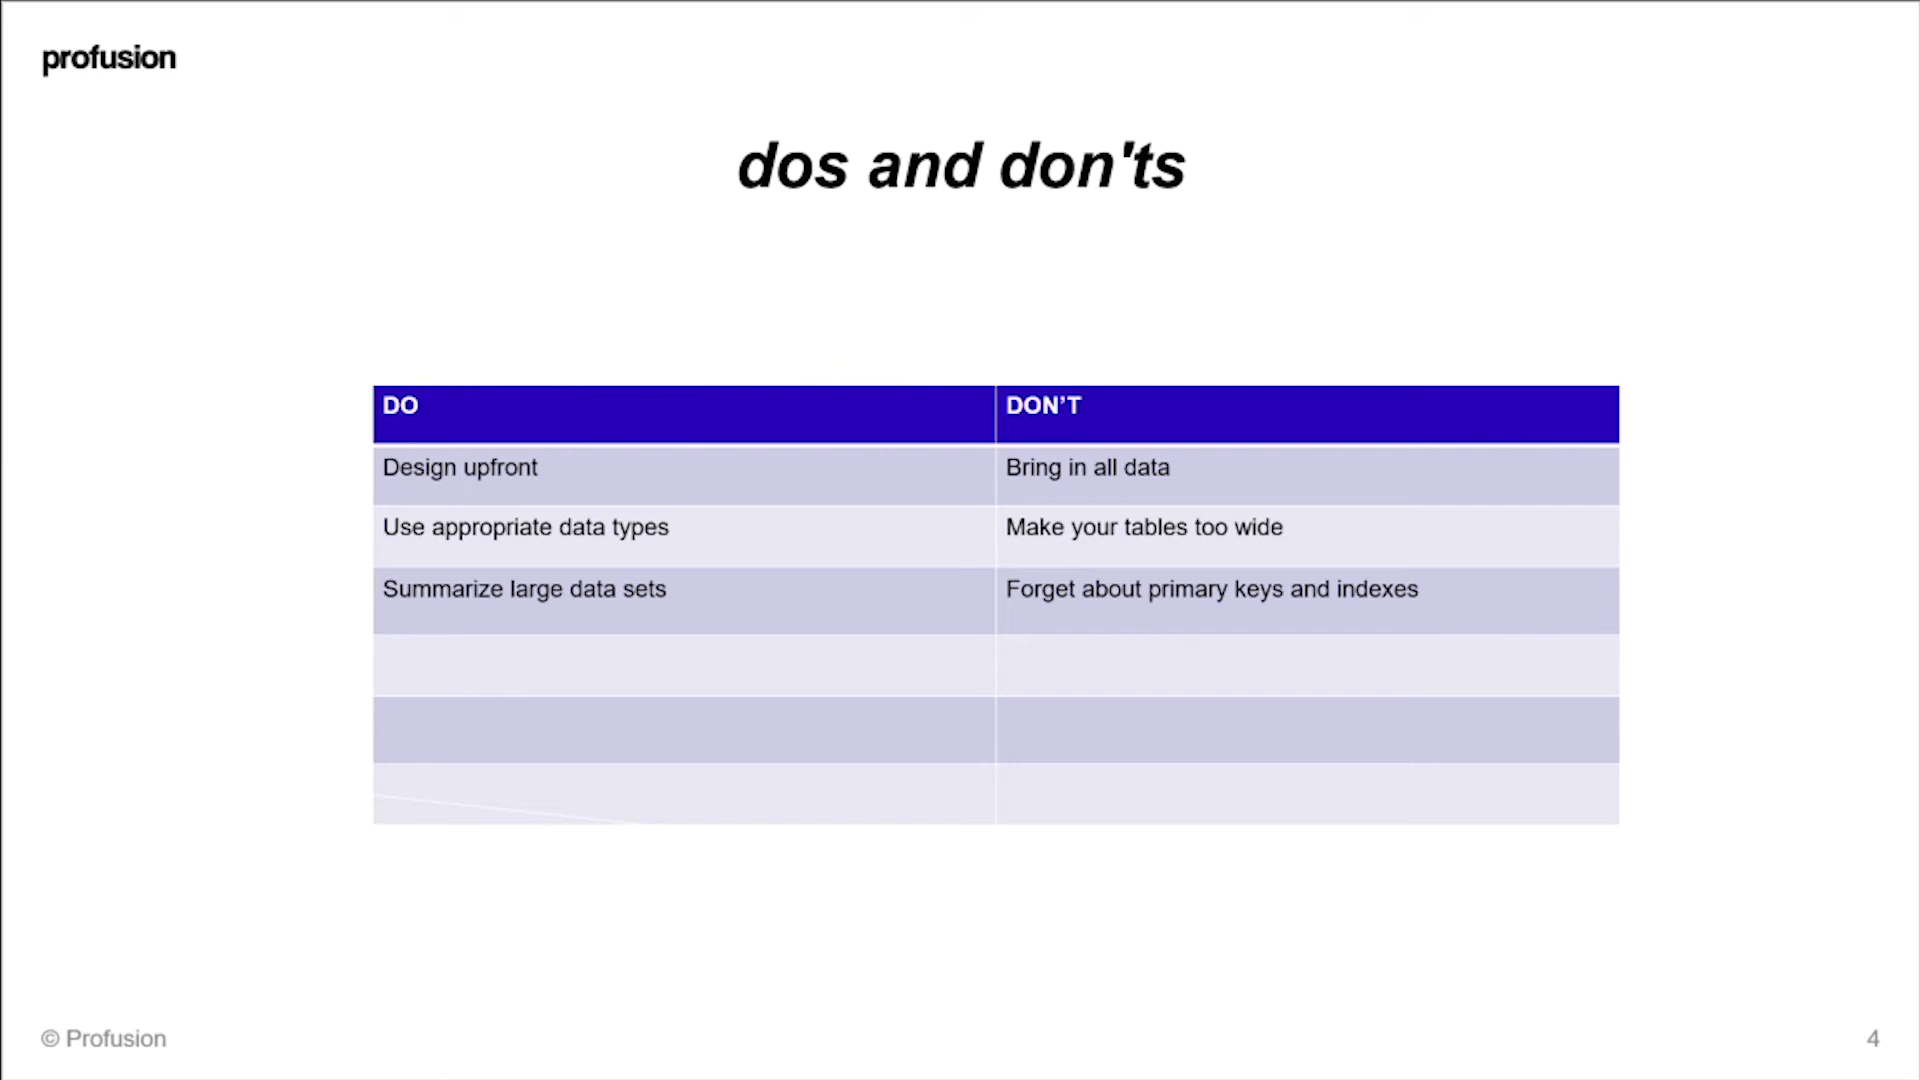 profusion
dos and don'ts
DO
DON’T
Design upfront
Bring in all data
Use appropriate data types
Make your tables too wide
Summarize large data sets
Forget about primary keys and indexes
© Profusion
4